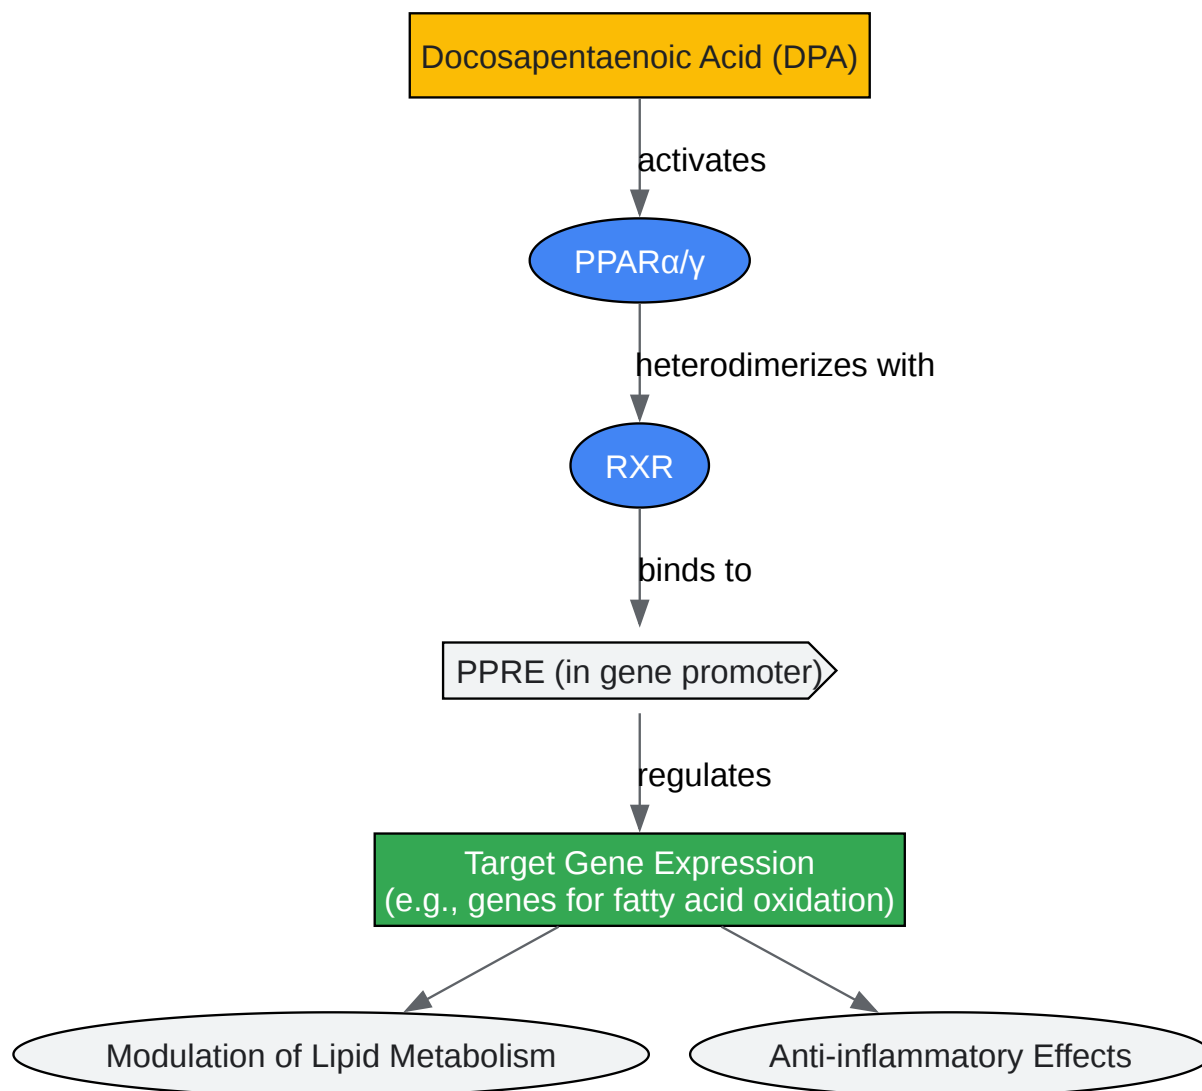 Docosapentaenoic Acid (DPA)
activates
PPARα/γ
heterodimerizes with
RXR
binds to
PPRE (in gene promoter)
regulates
Target Gene Expression
(e.g., genes for fatty acid oxidation)
Modulation of Lipid Metabolism
Anti-inflammatory Effects